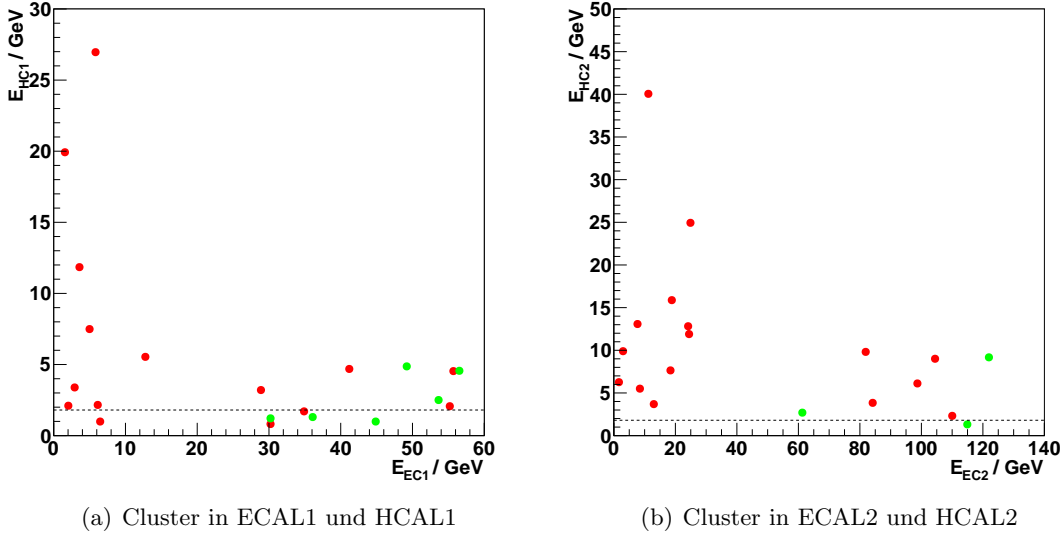 E_HC1 / GeV
30
25
20
15
10
5
0
0 10 20 30 40 50 60
E_EC1 / GeV
(a) Cluster in ECAL1 und HCAL1
E_HC2 / GeV
50
45
40
35
30
25
20
15
10
5
0
0 20 40 60 80 100 120 140
E_EC2 / GeV
(b) Cluster in ECAL2 und HCAL2